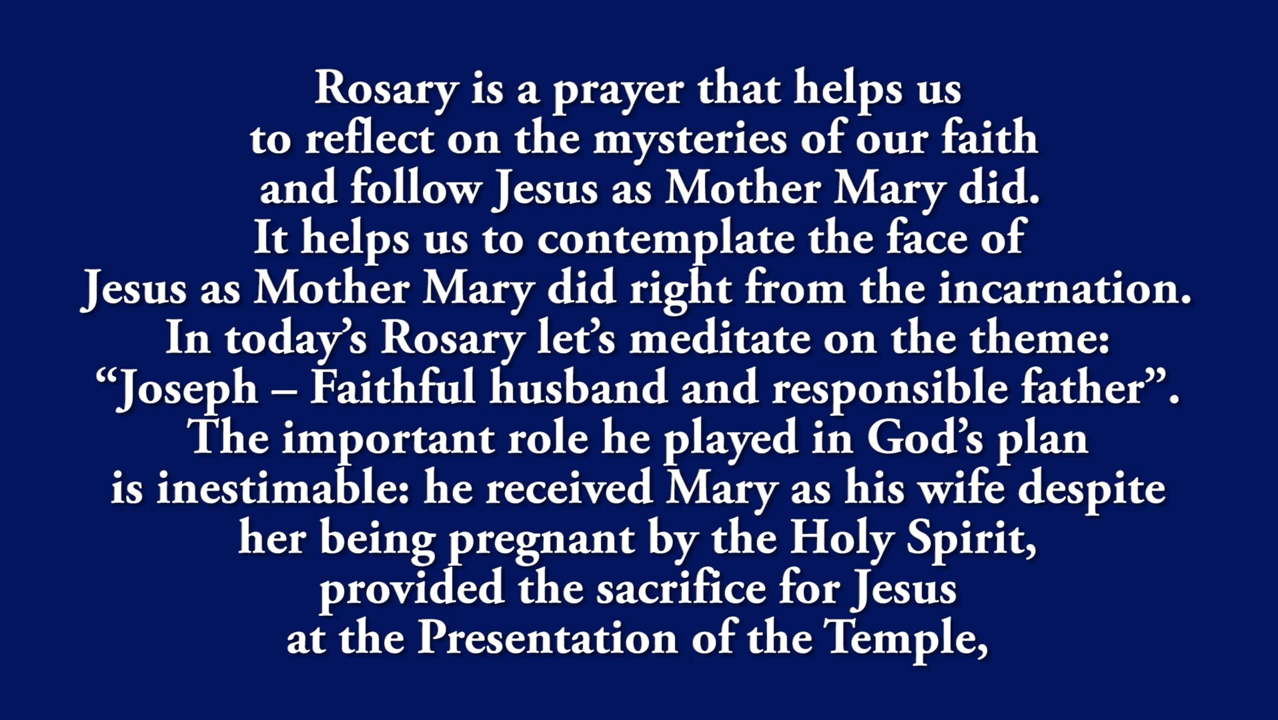 Rosary is a prayer that helps us
to reflect on the mysteries of our faith
and follow Jesus as Mother Mary did.
It helps us to contemplate the face of
Jesus as Mother Mary did right from the incarnation.
In today’s Rosary let’s meditate on the theme:
“Joseph – Faithful husband and responsible father”.
The important role he played in God’s plan
is inestimable: he received Mary as his wife despite
her being pregnant by the Holy Spirit,
provided the sacrifice for Jesus
at the Presentation of the Temple,